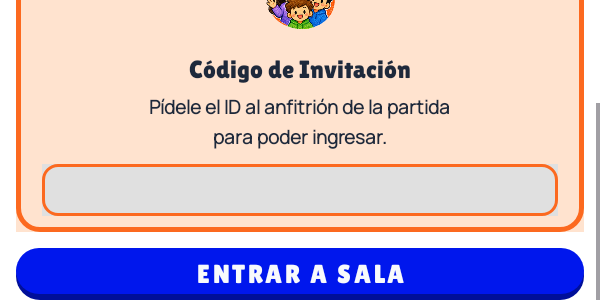 Código de Invitación
Pídele el ID al anfitrión de la partida
para poder ingresar.
ENTRAR A SALA